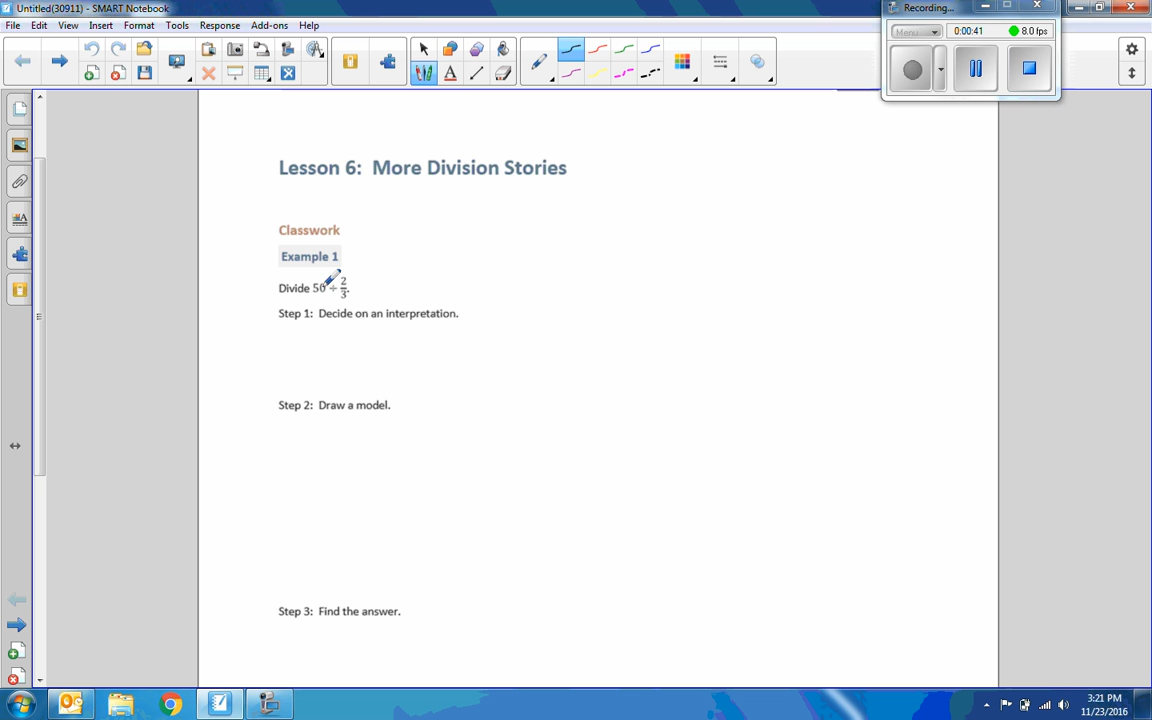 Untitled(30911) - SMART Notebook
Recording...
File Edit View Insert Format Tools Response Add-ons Help
Menu 0:00:41 8.0 fps
Lesson 6: More Division Stories
Classwork
Example 1
Divide 50 ÷ 2/3.
Step 1: Decide on an interpretation.
Step 2: Draw a model.
Step 3: Find the answer.
3:21 PM
11/23/2016